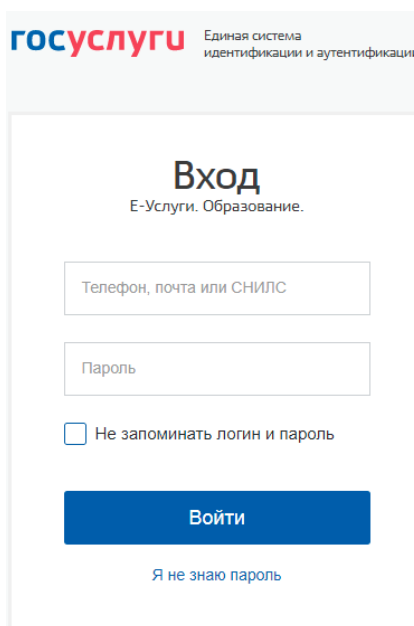 госуслуги
Единая система
идентификации и аутентификации
Вход
Е-Услуги. Образование.
Телефон, почта или СНИЛС
Пароль
Не запоминать логин и пароль
Войти
Я не знаю пароль